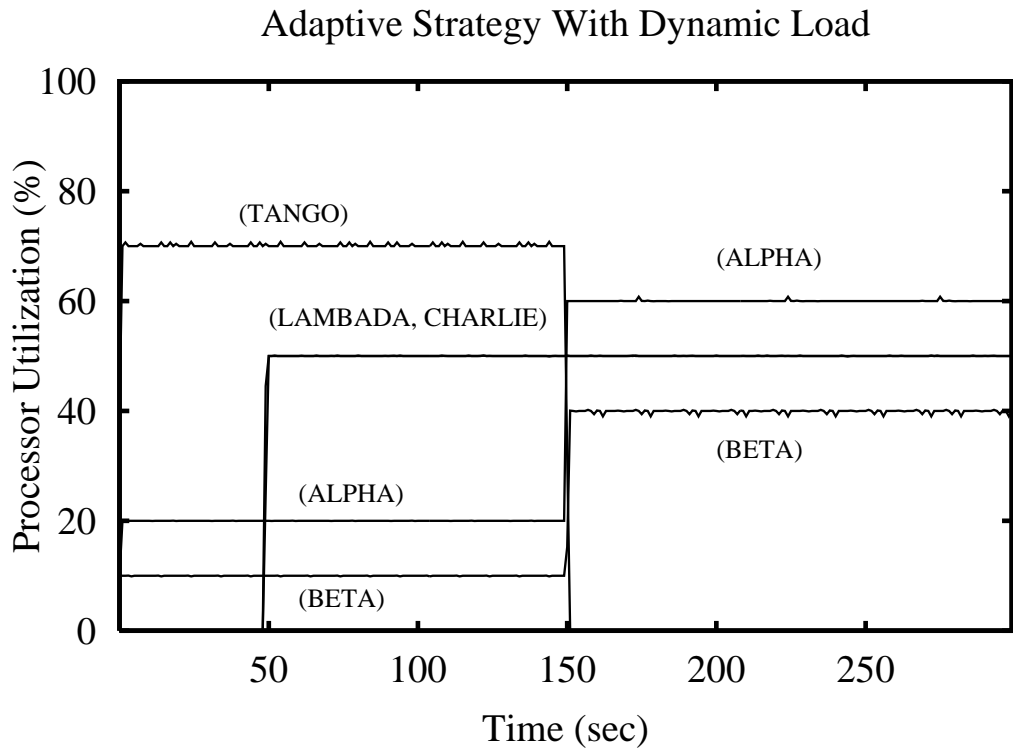 Adaptive Strategy With Dynamic Load
100
80
60
40
20
0
Processor Utilization (%)
(TANGO)
(ALPHA)
(LAMBADA, CHARLIE)
(BETA)
(ALPHA)
(BETA)
50 100 150 200 250
Time (sec)